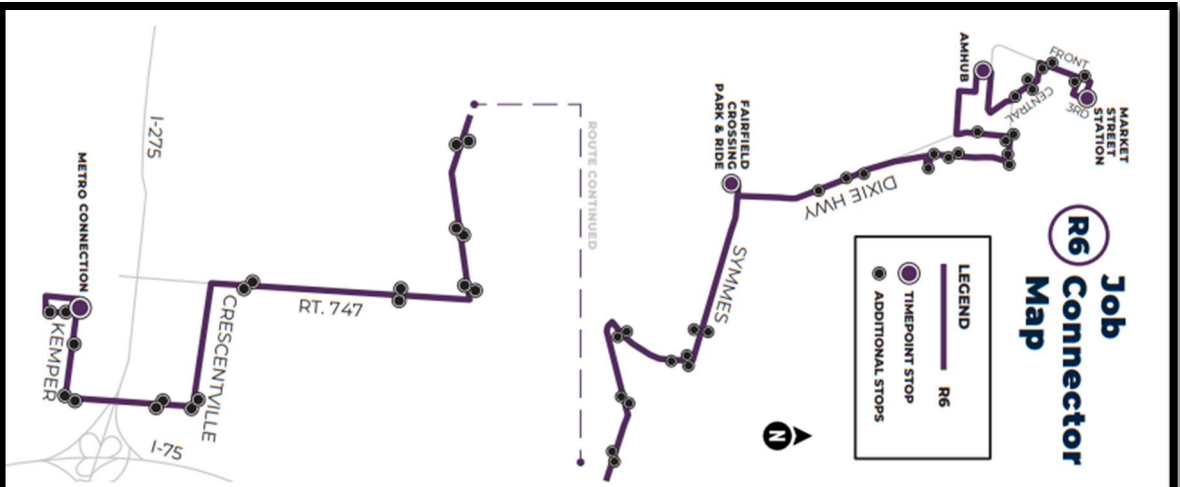 Job
R6 Connector
Map
LEGEND
R6
TIMEPOINT STOP
ADDITIONAL STOPS
MARKET
STREET
STATION
FRONT
3RD
CENTRAL
AMHUB
DIXIE HWY
FAIRFIELD
CROSSING
PARK & RIDE
SYMMES
N
ROUTE CONTINUED
RT. 747
CRESCENTVILLE
I-275
METRO CONNECTION
KEMPER
I-75